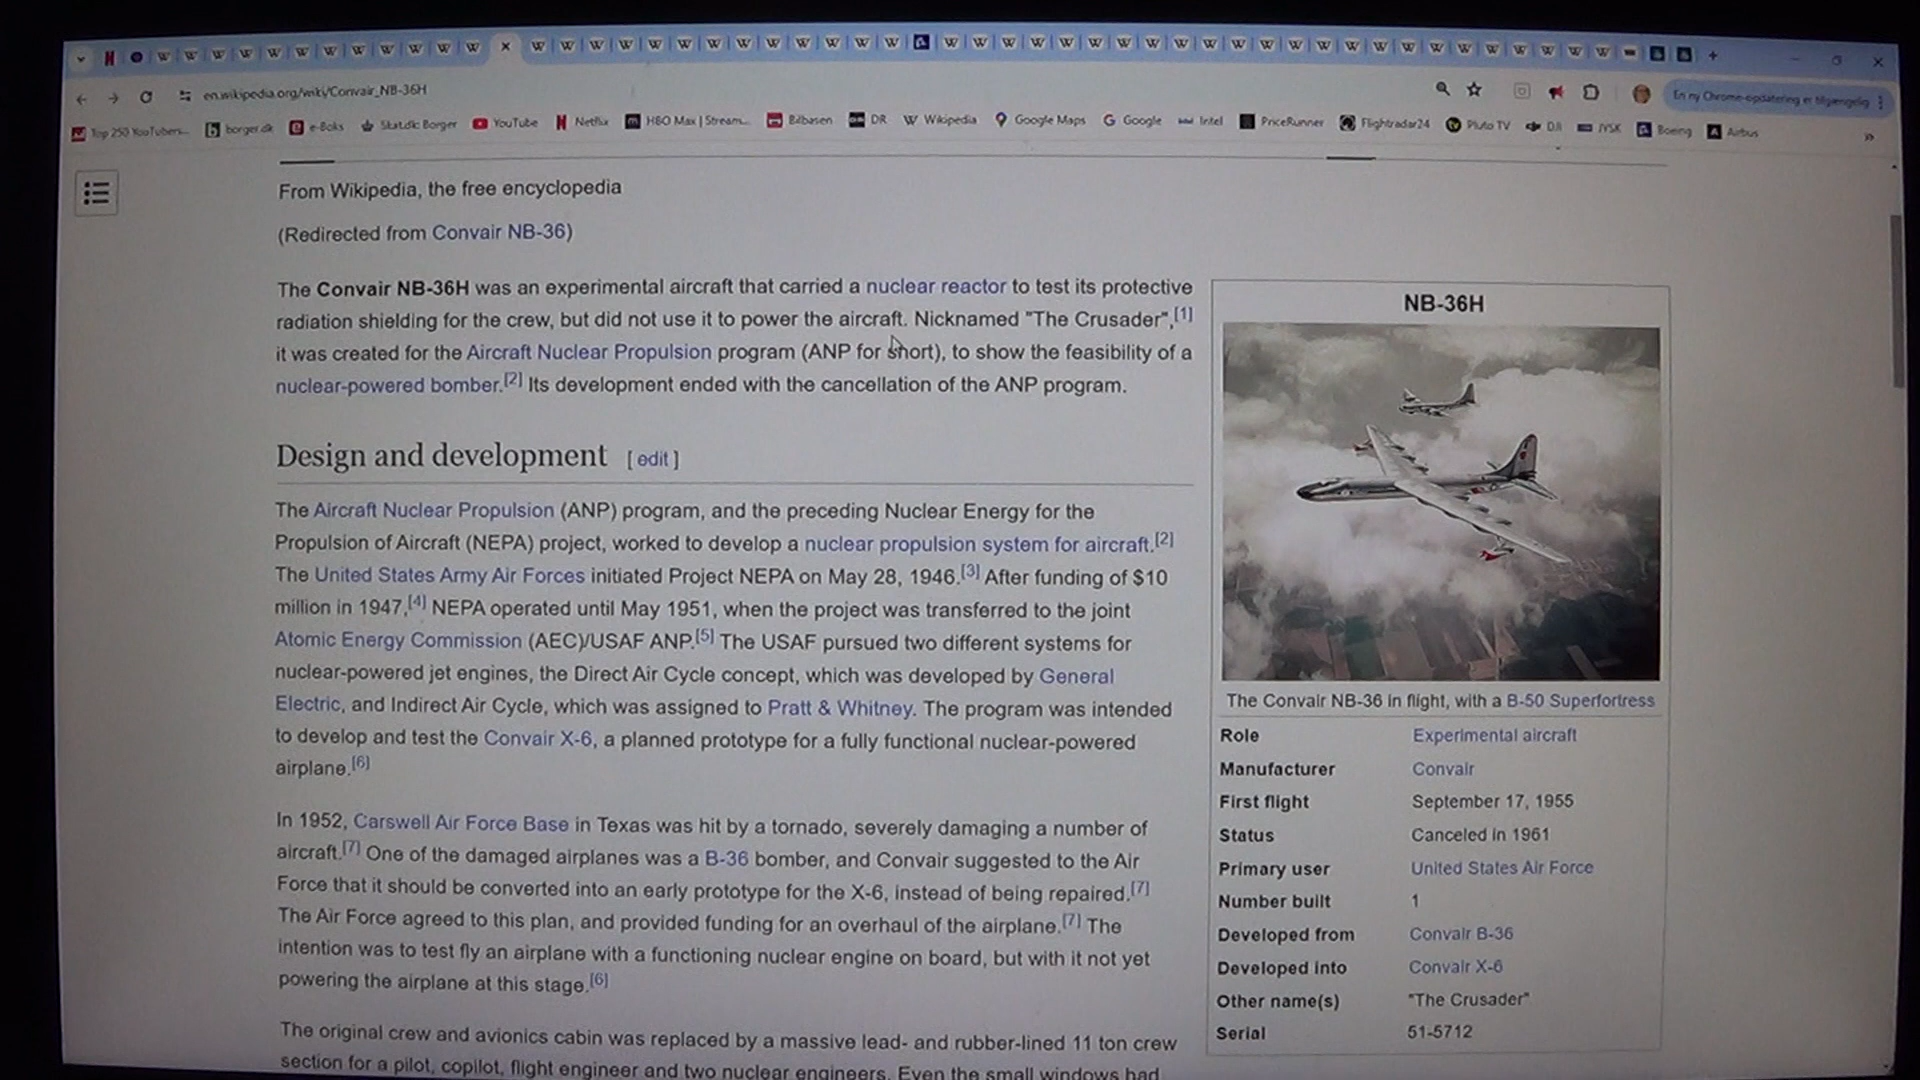 en.wikipedia.org/wiki/Convair_NB-36H
En ny Chrome-opdatering er tilgængelig
Top 250 YouTubers... borger.dk e-Boks Skat.dk: Borger YouTube Netflix HBO Max | Stream... Bilbasen DR Wikipedia Google Maps Google Intel PriceRunner Flightradar24 Pluto TV DJI JYSK Boeing Airbus
From Wikipedia, the free encyclopedia
(Redirected from Convair NB-36)
The Convair NB-36H was an experimental aircraft that carried a nuclear reactor to test its protective
radiation shielding for the crew, but did not use it to power the aircraft. Nicknamed "The Crusader",[1]
it was created for the Aircraft Nuclear Propulsion program (ANP for short), to show the feasibility of a
nuclear-powered bomber.[2] Its development ended with the cancellation of the ANP program.
Design and development [ edit ]
The Aircraft Nuclear Propulsion (ANP) program, and the preceding Nuclear Energy for the
Propulsion of Aircraft (NEPA) project, worked to develop a nuclear propulsion system for aircraft.[2]
The United States Army Air Forces initiated Project NEPA on May 28, 1946.[3] After funding of $10
million in 1947,[4] NEPA operated until May 1951, when the project was transferred to the joint
Atomic Energy Commission (AEC)/USAF ANP.[5] The USAF pursued two different systems for
nuclear-powered jet engines, the Direct Air Cycle concept, which was developed by General
Electric, and Indirect Air Cycle, which was assigned to Pratt & Whitney. The program was intended
to develop and test the Convair X-6, a planned prototype for a fully functional nuclear-powered
airplane.[6]
In 1952, Carswell Air Force Base in Texas was hit by a tornado, severely damaging a number of
aircraft.[7] One of the damaged airplanes was a B-36 bomber, and Convair suggested to the Air
Force that it should be converted into an early prototype for the X-6, instead of being repaired.[7]
The Air Force agreed to this plan, and provided funding for an overhaul of the airplane.[7] The
intention was to test fly an airplane with a functioning nuclear engine on board, but with it not yet
powering the airplane at this stage.[6]
The original crew and avionics cabin was replaced by a massive lead- and rubber-lined 11 ton crew
section for a pilot, copilot, flight engineer and two nuclear engineers. Even the small windows had
NB-36H
The Convair NB-36 in flight, with a B-50 Superfortress
Role Experimental aircraft
Manufacturer Convair
First flight September 17, 1955
Status Canceled in 1961
Primary user United States Air Force
Number built 1
Developed from Convair B-36
Developed into Convair X-6
Other name(s) "The Crusader"
Serial 51-5712